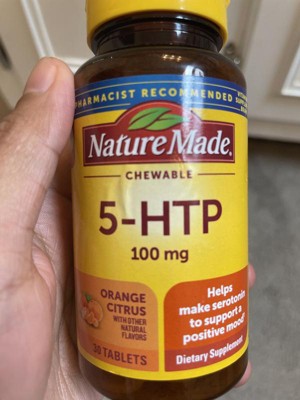 PHARMACIST RECOMMENDED
Nature Made
CHEWABLE
5-HTP
100 mg
ORANGE
CITRUS
WITH OTHER
NATURAL
FLAVORS
30 TABLETS
Helps
make serotonin
to support a
positive mood
Dietary Supplement